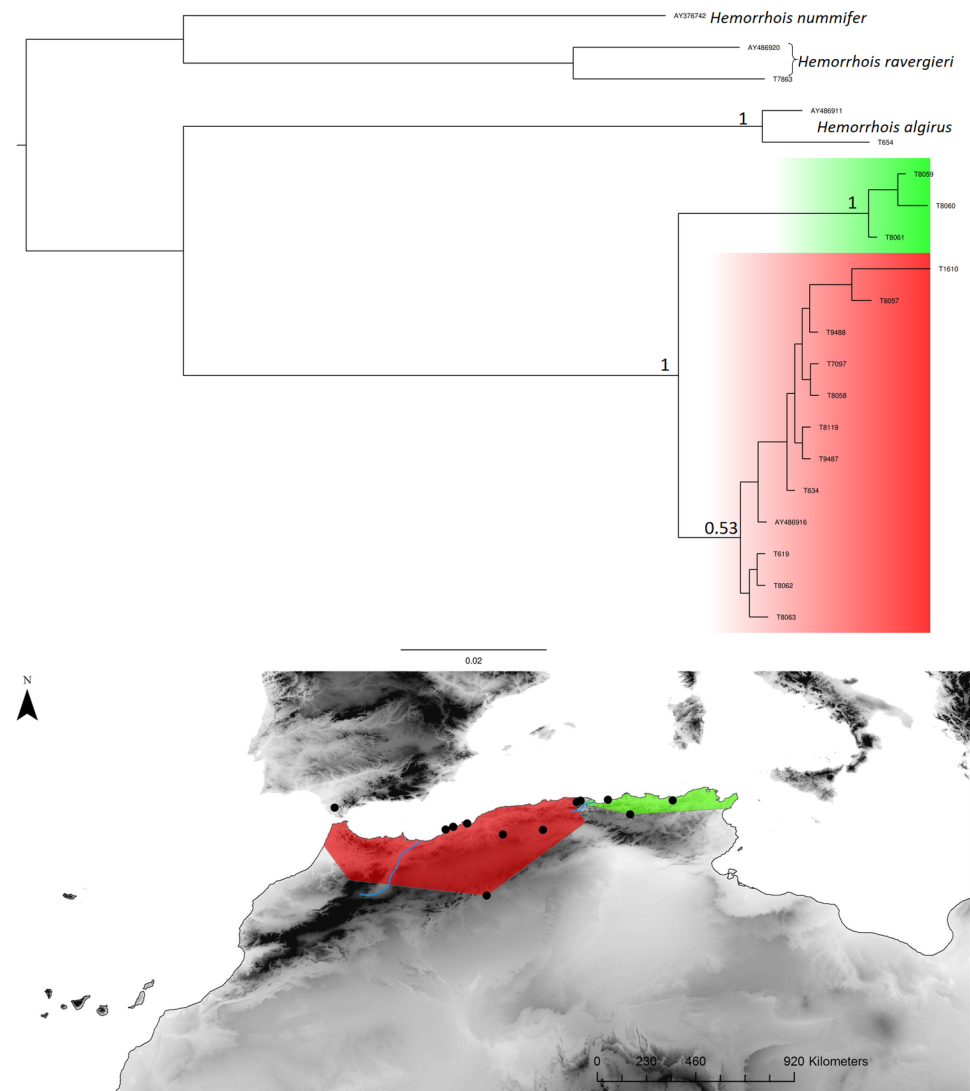 AY376742 Hemorrhois nummifer
AY486920
Hemorrhois ravergieri
T7863
AY486911
1
Hemorrhois algirus
T654
T8059
1
T8060
T8061
T1610
T8057
T9488
1
T7097
T8058
T8119
T9487
T634
AY486916
0.53
T619
T8062
T8063
0.02
N
0 230 460 920 Kilometers